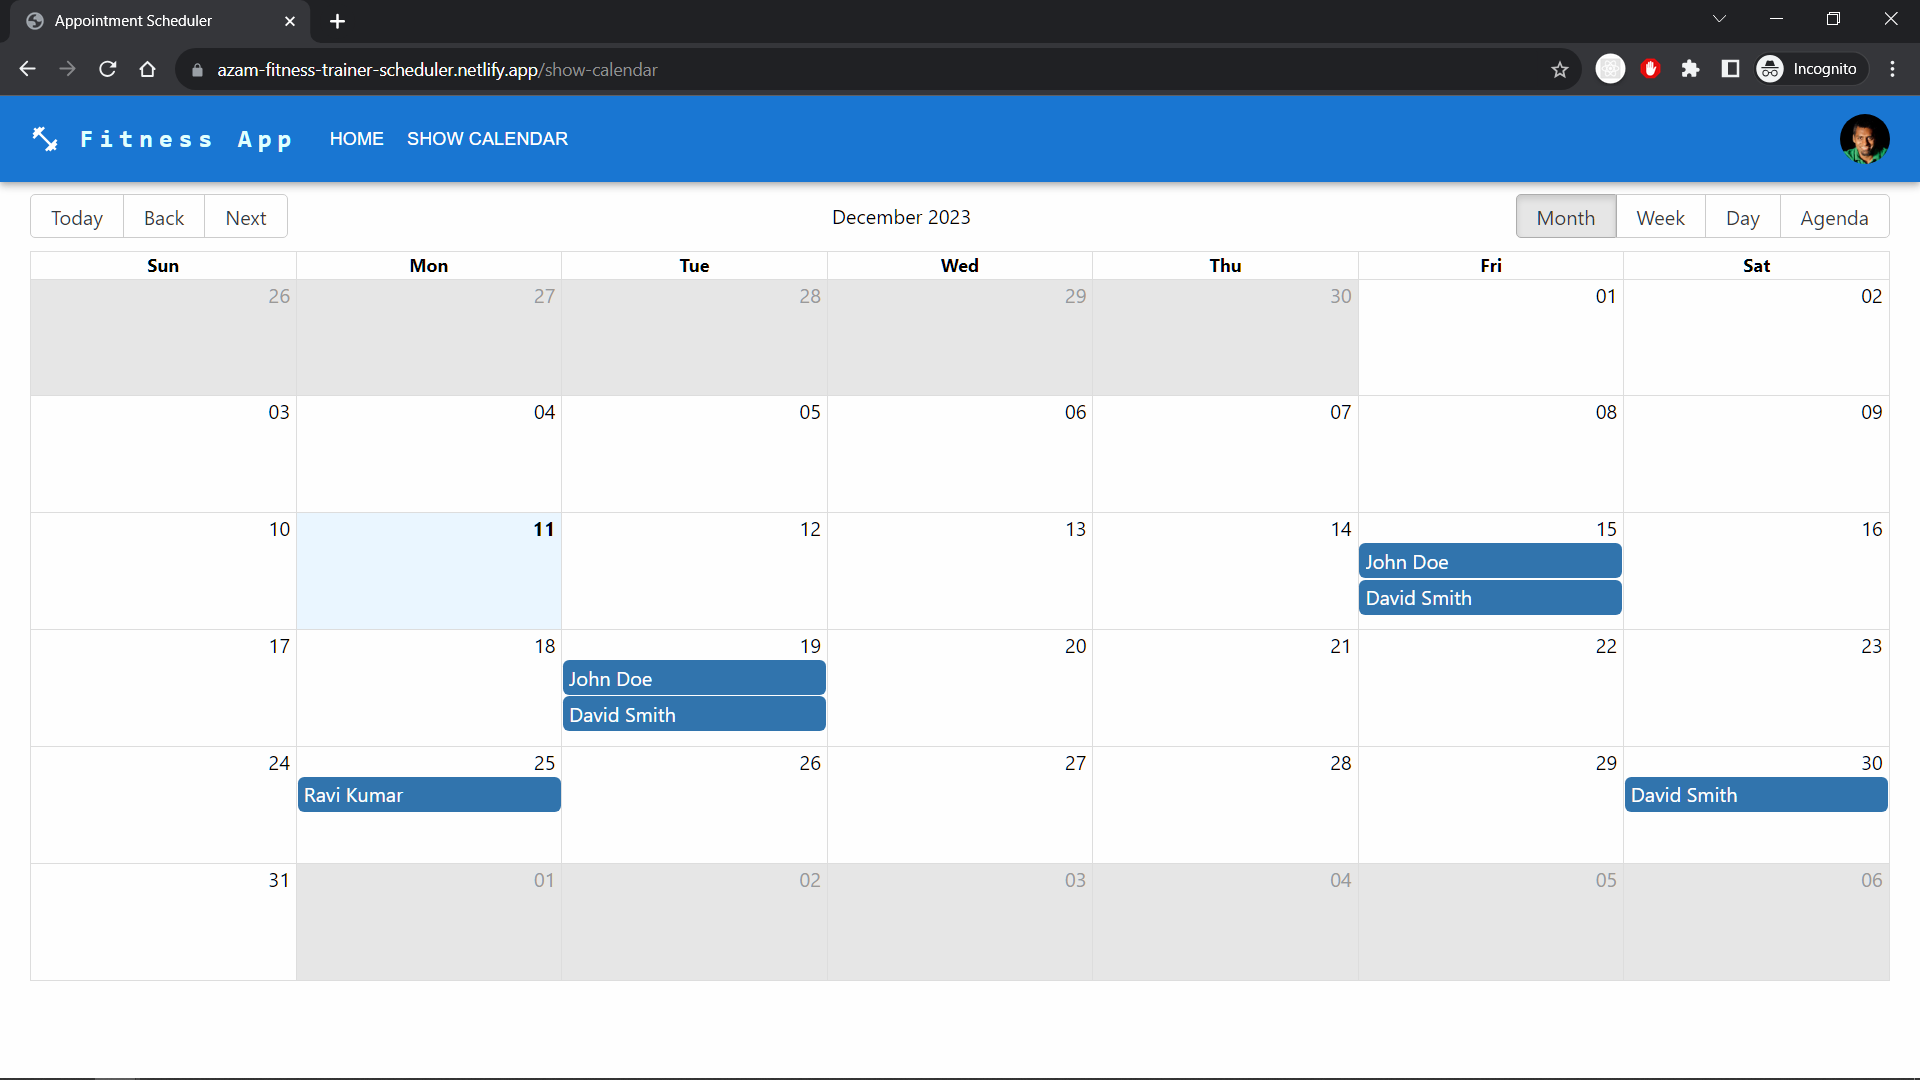 Appointment Scheduler
azam-fitness-trainer-scheduler.netlify.app/show-calendar
Incognito
Fitness App HOME SHOW CALENDAR
Today Back Next December 2023 Month Week Day Agenda
Sun Mon Tue Wed Thu Fri Sat
26 27 28 29 30 01 02
03 04 05 06 07 08 09
10 11 12 13 14 15 16
John Doe
David Smith
17 18 19 20 21 22 23
John Doe
David Smith
24 25 26 27 28 29 30
Ravi Kumar David Smith
31 01 02 03 04 05 06